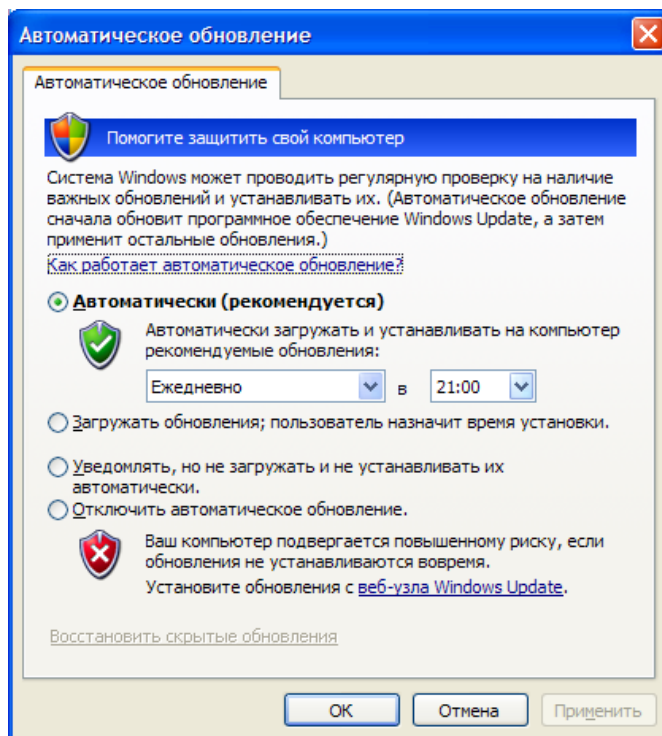 Автоматическое обновление
Автоматическое обновление
Помогите защитить свой компьютер
Система Windows может проводить регулярную проверку на наличие
важных обновлений и устанавливать их. (Автоматическое обновление
сначала обновит программное обеспечение Windows Update, а затем
применит остальные обновления.)
Как работает автоматическое обновление?
Автоматически (рекомендуется)
Автоматически загружать и устанавливать на компьютер
рекомендуемые обновления:
Ежедневно в 21:00
Загружать обновления; пользователь назначит время установки.
Уведомлять, но не загружать и не устанавливать их
автоматически.
Отключить автоматическое обновление.
Ваш компьютер подвергается повышенному риску, если
обновления не устанавливаются вовремя.
Установите обновления с веб-узла Windows Update.
Восстановить скрытые обновления
ОК Отмена Применить